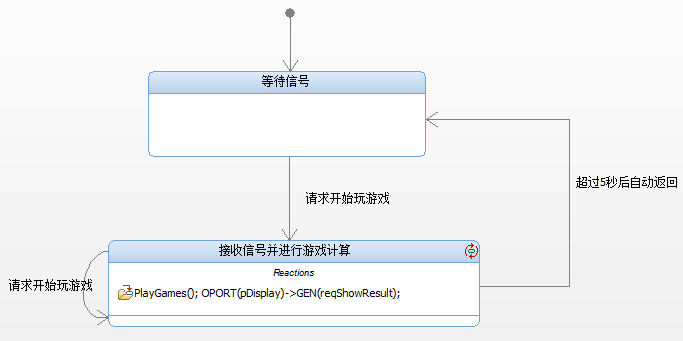 等待信号
请求开始玩游戏
超过5秒后自动返回
接收信号并进行游戏计算
Reactions
请求开始玩游戏
PlayGames(); OPORT(pDisplay)->GEN(reqShowResult);